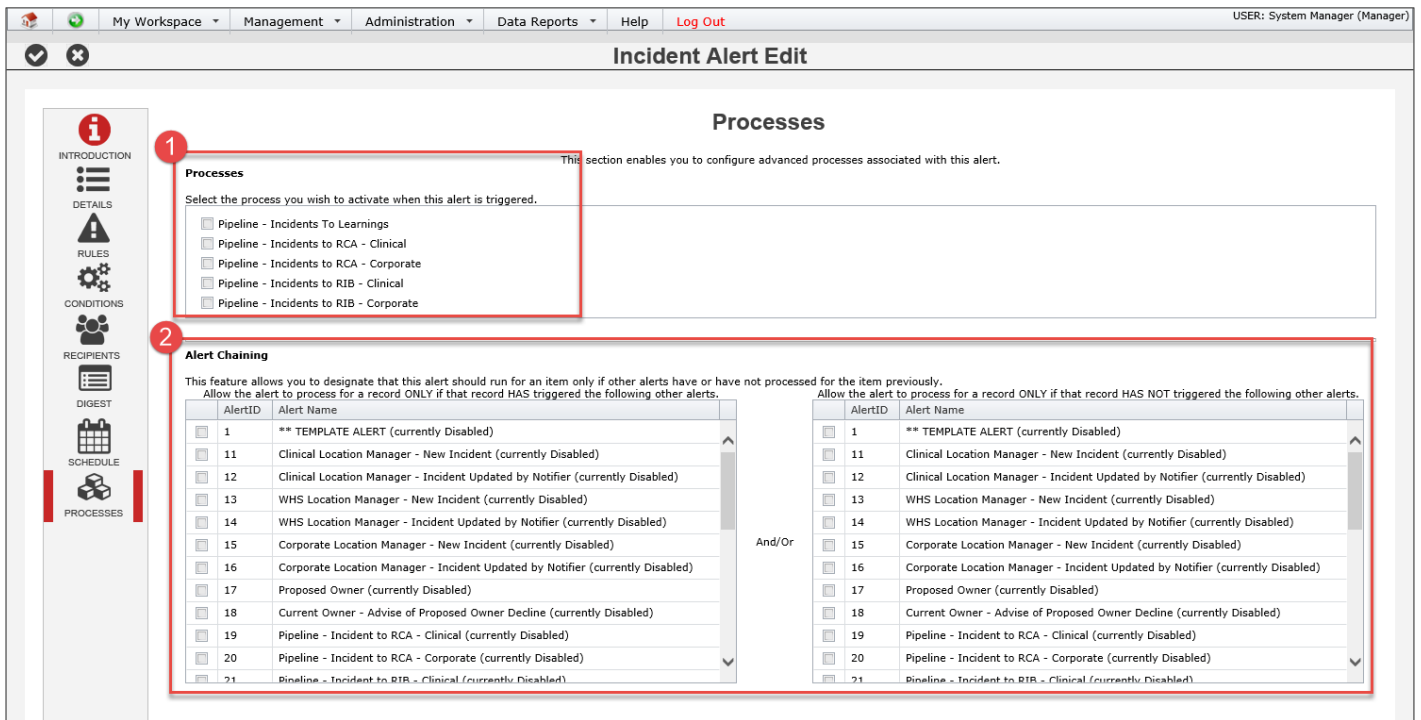 My Workspace Management Administration Data Reports Help Log Out
USER: System Manager (Manager)
Incident Alert Edit
INTRODUCTION
DETAILS
RULES
CONDITIONS
RECIPIENTS
DIGEST
SCHEDULE
PROCESSES
Processes
This section enables you to configure advanced processes associated with this alert.
1
Processes
Select the process you wish to activate when this alert is triggered.
Pipeline - Incidents To Learnings
Pipeline - Incidents to RCA - Clinical
Pipeline - Incidents to RCA - Corporate
Pipeline - Incidents to RIB - Clinical
Pipeline - Incidents to RIB - Corporate
2
Alert Chaining
This feature allows you to designate that this alert should run for an item only if other alerts have or have not processed for the item previously.
Allow the alert to process for a record ONLY if that record HAS triggered the following other alerts.
AlertID Alert Name
1 ** TEMPLATE ALERT (currently Disabled)
11 Clinical Location Manager - New Incident (currently Disabled)
12 Clinical Location Manager - Incident Updated by Notifier (currently Disabled)
13 WHS Location Manager - New Incident (currently Disabled)
14 WHS Location Manager - Incident Updated by Notifier (currently Disabled)
15 Corporate Location Manager - New Incident (currently Disabled)
16 Corporate Location Manager - Incident Updated by Notifier (currently Disabled)
17 Proposed Owner (currently Disabled)
18 Current Owner - Advise of Proposed Owner Decline (currently Disabled)
19 Pipeline - Incident to RCA - Clinical (currently Disabled)
20 Pipeline - Incident to RCA - Corporate (currently Disabled)
21 Pipeline - Incident to RIB - Clinical (currently Disabled)
And/Or
Allow the alert to process for a record ONLY if that record HAS NOT triggered the following other alerts.
AlertID Alert Name
1 ** TEMPLATE ALERT (currently Disabled)
11 Clinical Location Manager - New Incident (currently Disabled)
12 Clinical Location Manager - Incident Updated by Notifier (currently Disabled)
13 WHS Location Manager - New Incident (currently Disabled)
14 WHS Location Manager - Incident Updated by Notifier (currently Disabled)
15 Corporate Location Manager - New Incident (currently Disabled)
16 Corporate Location Manager - Incident Updated by Notifier (currently Disabled)
17 Proposed Owner (currently Disabled)
18 Current Owner - Advise of Proposed Owner Decline (currently Disabled)
19 Pipeline - Incident to RCA - Clinical (currently Disabled)
20 Pipeline - Incident to RCA - Corporate (currently Disabled)
21 Pipeline - Incident to RIB - Clinical (currently Disabled)